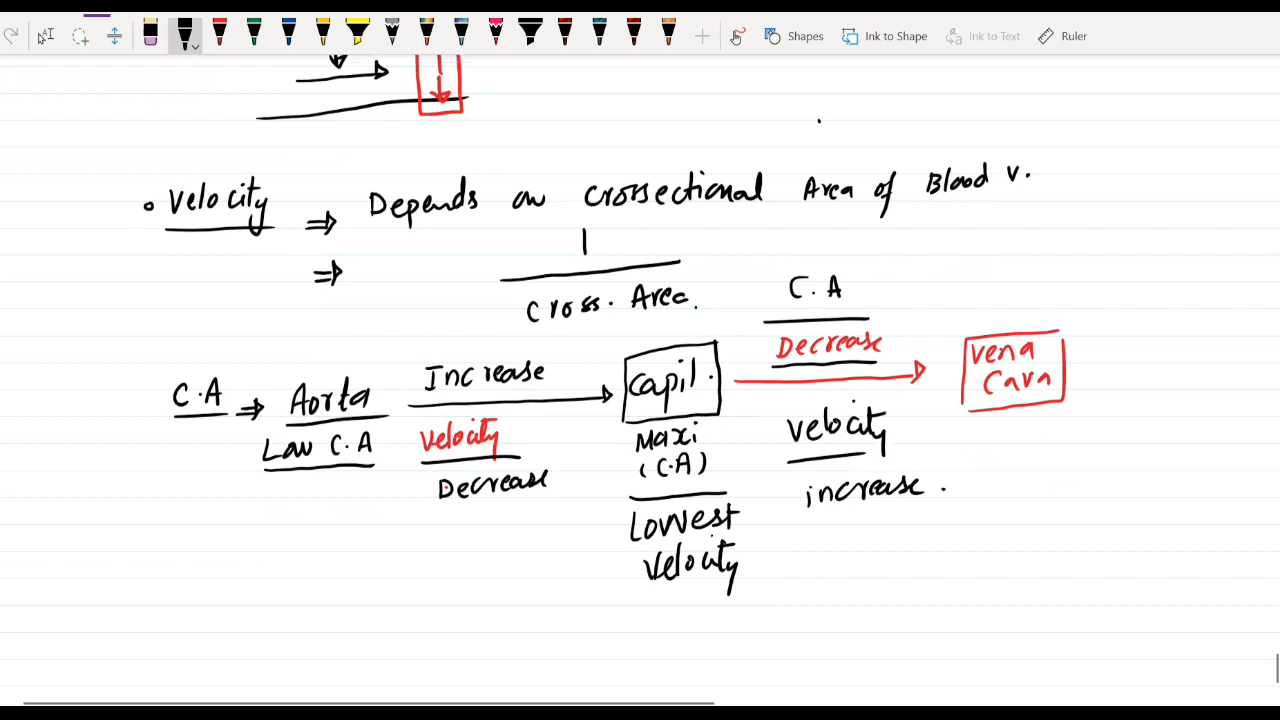 Shapes Ink to Shape Ink to Text Ruler
Velocity ⇒ Depends on crossectional Area of Blood v.
⇒ 1
Cross. Area.
C.A
Decrease
velocity
increase.
C.A ⇒ Aorta
Low C.A
Increase
velocity
Decrease
Capil.
Maxi
(C.A)
Lowest
velocity
vena
Cava